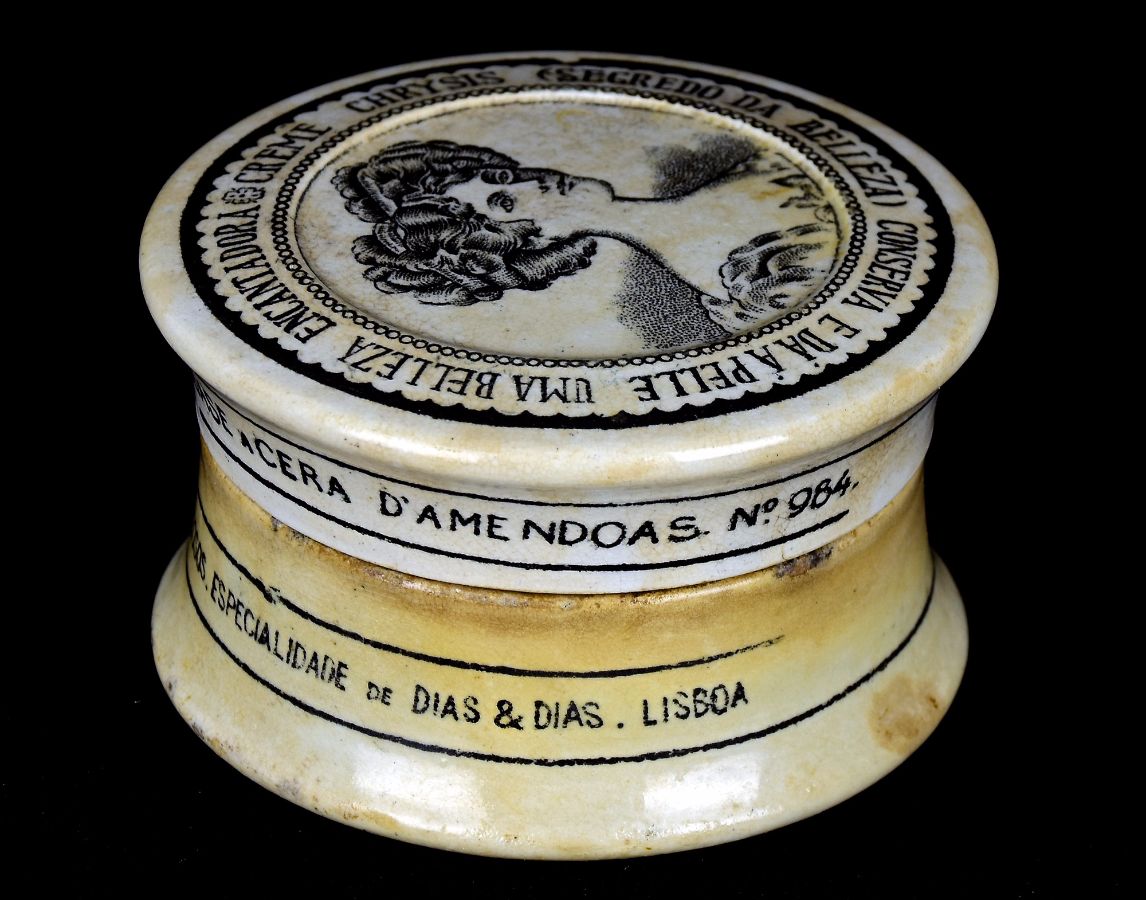 CREME CHRYSIS (SEGREDO DA BELLEZA) CONSERVA E DÁ Á PELLE UMA BELLEZA ENCANTADORA
A CERA D'AMENDOAS. Nº 984.
ESPECIALIDADE DE DIAS & DIAS. LISBOA